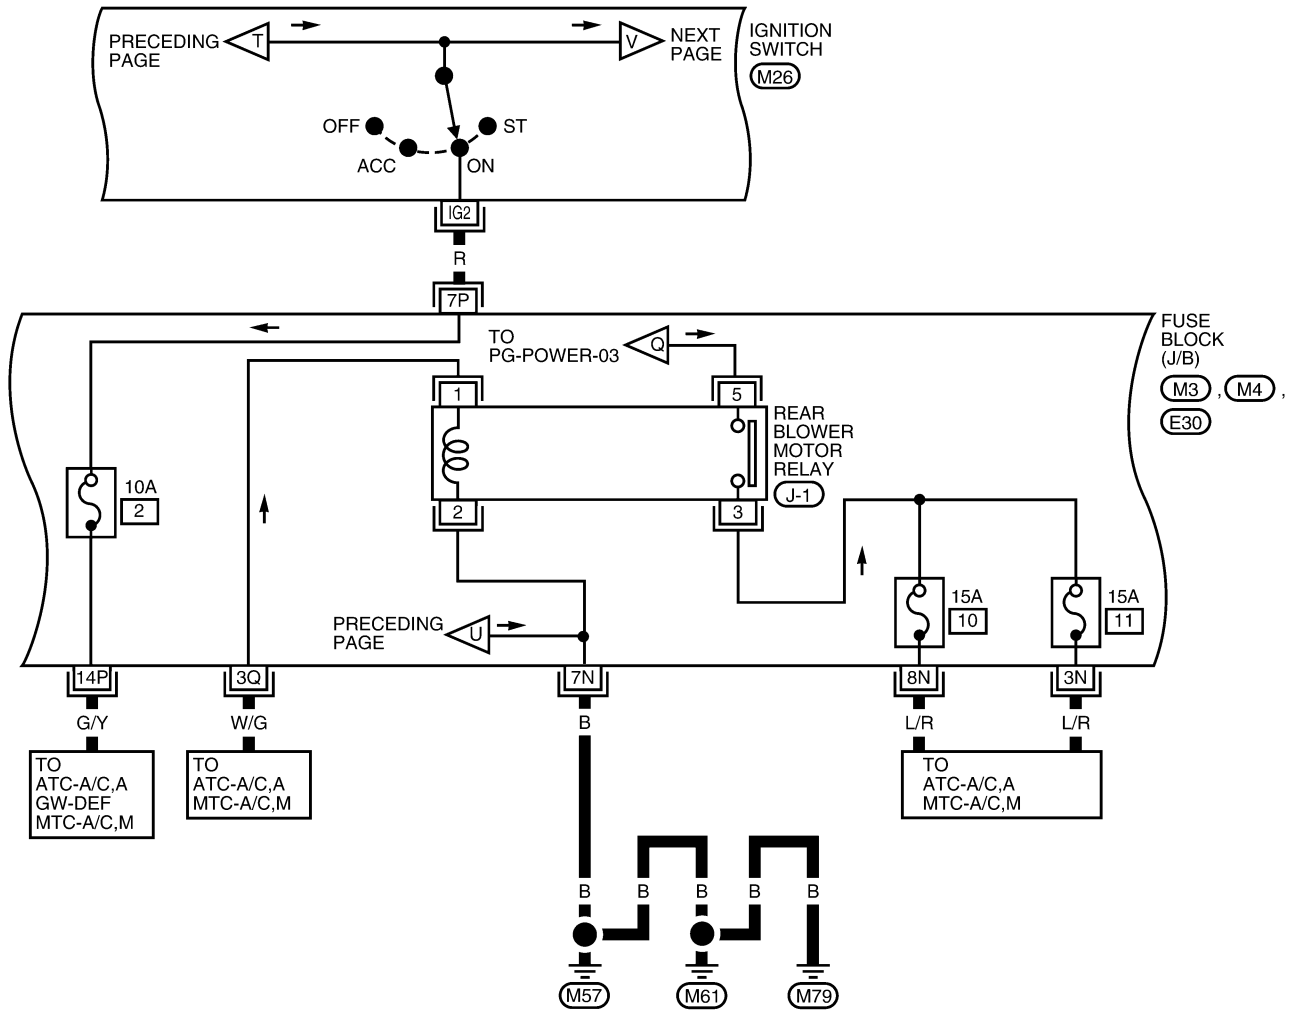 PRECEDING
PAGE
T
V
NEXT
PAGE
IGNITION
SWITCH
M26
OFF
ACC
ON
ST
IG2
R
7P
TO
PG-POWER-03
Q
FUSE
BLOCK
(J/B)
M3 , M4 ,
E30
1
5
REAR
BLOWER
MOTOR
RELAY
J-1
10A
2
2
3
15A
10
15A
11
PRECEDING
PAGE
U
14P
3Q
7N
8N
3N
G/Y
W/G
B
L/R
L/R
TO
ATC-A/C,A
GW-DEF
MTC-A/C,M
TO
ATC-A/C,A
MTC-A/C,M
TO
ATC-A/C,A
MTC-A/C,M
B
B
B
B
B
M57
M61
M79